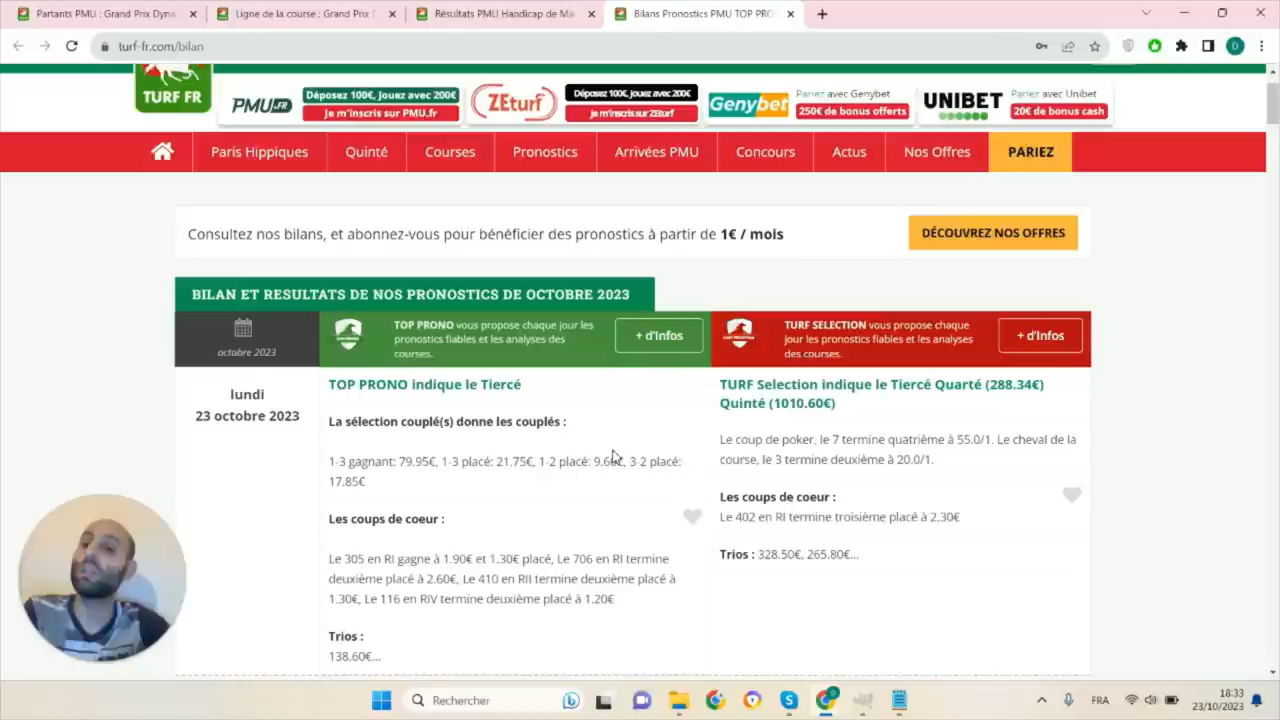 Partants PMU : Grand Prix Dyna
Ligne de la course : Grand Prix
Résultats PMU Handicap de Ma
Bilans Pronostics PMU TOP PRO
turf-fr.com/bilan
D
TURF FR
PMU.FR
Déposez 100€, Jouez avec 200€
Je m'inscris sur PMU.fr
ZEturf
Déposez 100€, jouez avec 200€
Je m'inscris sur ZEturf
Genybet
Pariez avec Genybet
250€ de bonus offerts
UNIBET
Pariez avec Unibet
20€ de bonus cash
Paris Hippiques
Quinté
Courses
Pronostics
Arrivées PMU
Concours
Actus
Nos Offres
PARIEZ
Consultez nos bilans, et abonnez-vous pour bénéficier des pronostics à partir de 1€ / mois
DÉCOUVREZ NOS OFFRES
BILAN ET RESULTATS DE NOS PRONOSTICS DE OCTOBRE 2023
octobre 2023
TOP PRONO vous propose chaque jour les
pronostics fiables et les analyses des
courses.
+ d'Infos
TURF SELECTION vous propose chaque
jour les pronostics fiables et les analyses
des courses.
+ d'Infos
lundi
23 octobre 2023
TOP PRONO indique le Tiercé
La sélection couplé(s) donne les couplés :
1-3 gagnant: 79.95€, 1-3 placé: 21.75€, 1-2 placé: 3-2 placé:
17.85€
Les coups de coeur :
Le 305 en RI gagne à 1.90€ et 1.30€ placé, Le 706 en RI termine
deuxième placé à 2.60€, Le 410 en RII termine deuxième placé à
1.30€, Le 116 en RIV termine deuxième placé à 1.20€
Trios :
138.60€...
TURF Selection indique le Tiercé Quarté (288.34€)
Quinté (1010.60€)
Le coup de poker, le 7 termine quatrième à 55.0/1. Le cheval de la
course, le 3 termine deuxième à 20.0/1.
Les coups de coeur :
Le 402 en RI termine troisième placé à 2.30€
Trios : 328.50€, 265.80€...
Rechercher
FRA
18:33
23/10/2023